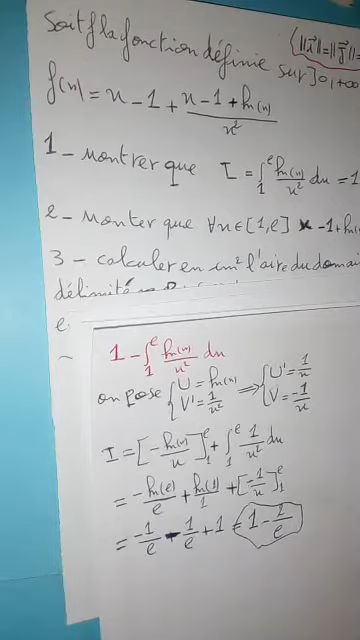 Soit f la fonction définie sur ]0,+∞
(‖x⃗‖=‖y⃗‖=
f(x) = x - 1 + (x - 1 + ln(x))/x²
1 - montrer que I = ∫₁ᵉ ln(x)/x² dx = 1
2 - Monter que ∀x∈[1,e] x -1+ln(
3 - calculer en cm² l'aire du domai
délimité
e
1 - ∫₁ᵉ ln(x)/x² dx
on pose { U = ln(x) V' = 1/x² ⟹ { U' = 1/x V = -1/x
I = [-ln(x)/x]₁ᵉ + ∫₁ᵉ 1/x² dx
= -ln(e)/e + ln(1)/1 + [-1/x]₁ᵉ
= -1/e - 1/e + 1 = 1 - 2/e